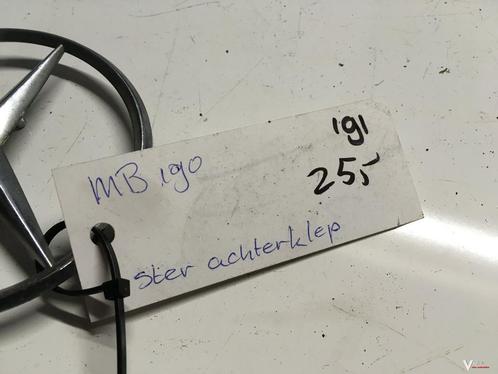 '91
MB 190
25,-
ster achterklep